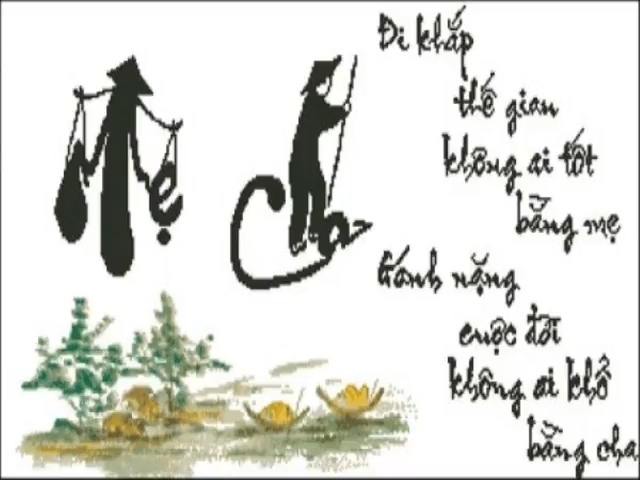 Mẹ Cha
Đi khắp
thế gian
không ai tốt
bằng mẹ
Gánh nặng
cuộc đời
không ai khổ
bằng cha